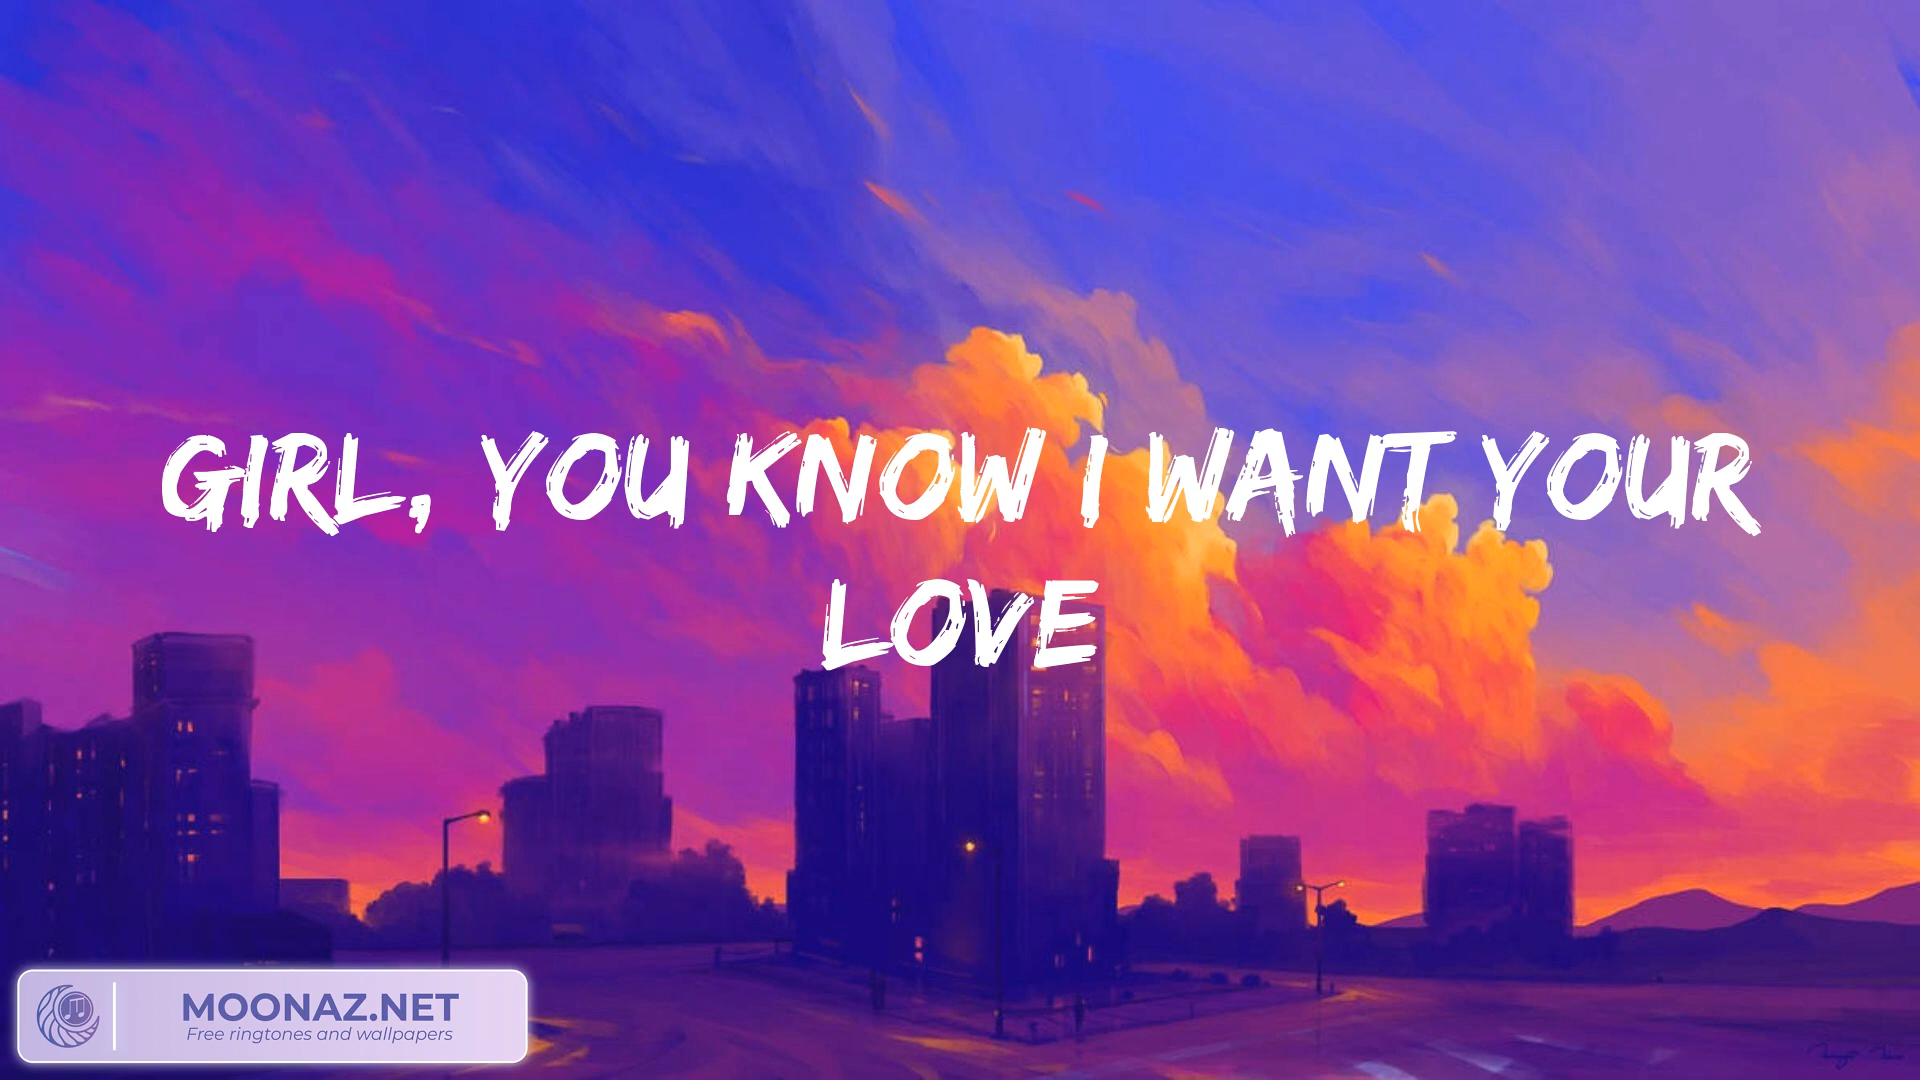 GIRL, YOU KNOW I WANT YOUR
LOVE
MOONAZ.NET
Free ringtones and wallpapers